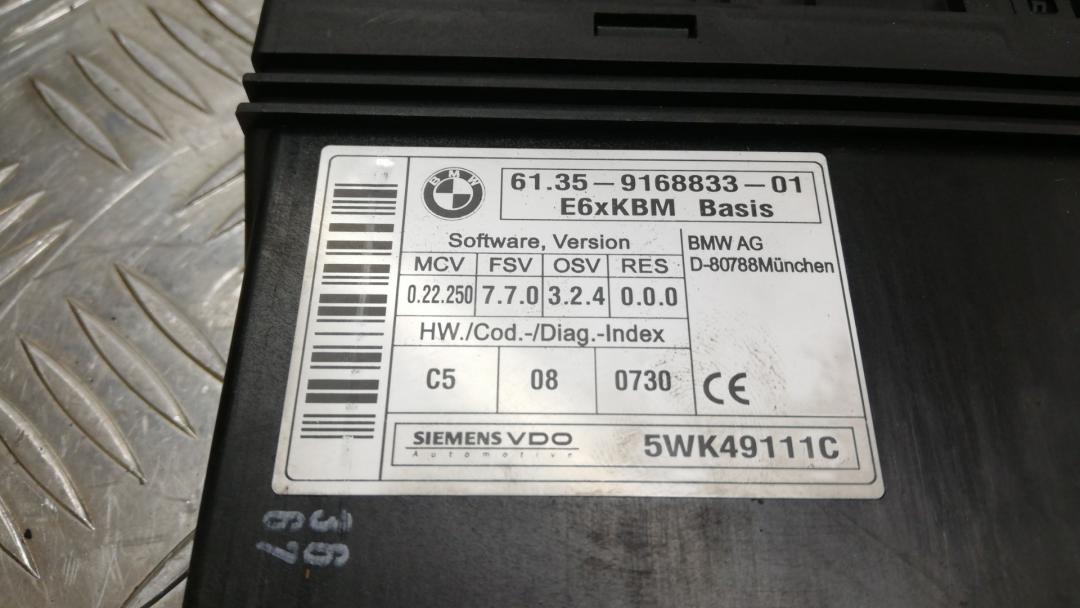 BMW
61.35-9168833-01
E6xKBM Basis
Software, Version
MCV FSV OSV RES
0.22.250 7.7.0 3.2.4 0.0.0
HW./Cod.-/Diag.-Index
C5 08 0730
BMW AG
D-80788München
CE
SIEMENS VDO
Automotive
5WK49111C